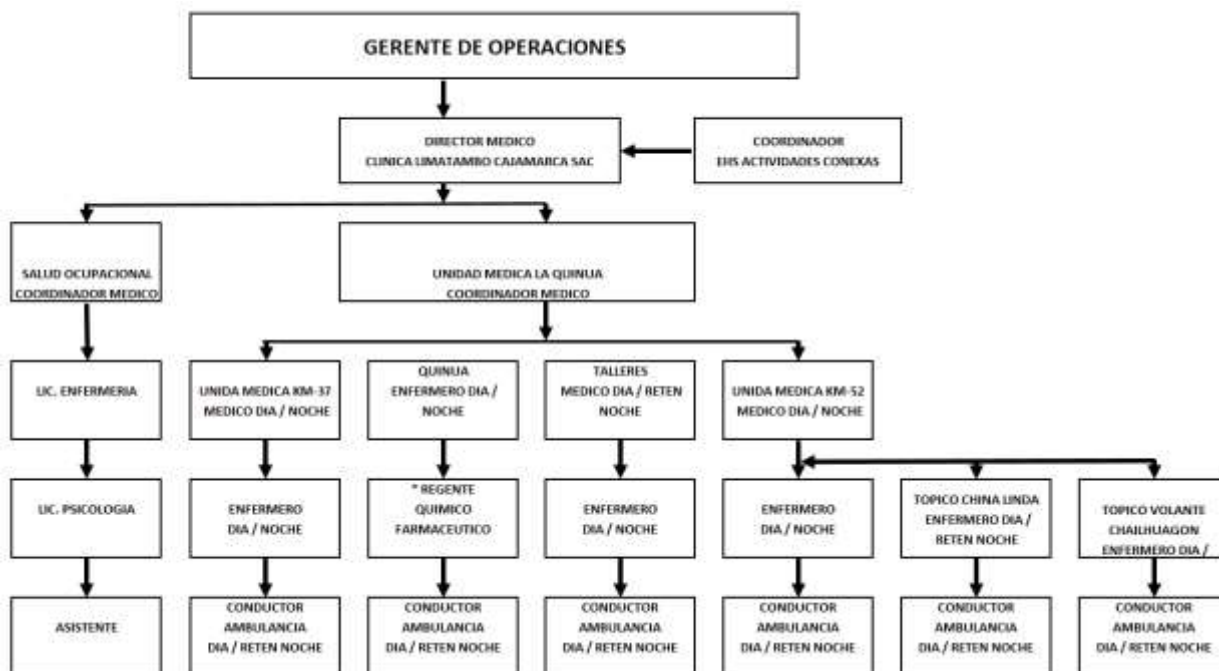 GERENTE DE OPERACIONES
DIRECTOR MEDICO
CLINICA LIMATAMBO CAJAMARCA SAC
COORDINADOR
EHS ACTIVIDADES CONEXAS
SALUD OCUPACIONAL
COORDINADOR MEDICO
UNIDAD MEDICA LA QUINUA
COORDINADOR MEDICO
LIC. ENFERMERIA
UNIDA MEDICA KM-37
MEDICO DIA / NOCHE
QUINUA
ENFERMERO DIA /
NOCHE
TALLERES
MEDICO DIA / RETEN
NOCHE
UNIDA MEDICA KM-52
MEDICO DIA / NOCHE
LIC. PSICOLOGIA
ENFERMERO
DIA / NOCHE
* REGENTE
QUIMICO
FARMACEUTICO
ENFERMERO
DIA / NOCHE
ENFERMERO
DIA / NOCHE
TOPICO CHINA LINDA
ENFERMERO DIA /
RETEN NOCHE
TOPICO VOLANTE
CHAILHUAGON
ENFERMERO DIA /
ASISTENTE
CONDUCTOR
AMBULANCIA
DIA / RETEN NOCHE
CONDUCTOR
AMBULANCIA
DIA / RETEN NOCHE
CONDUCTOR
AMBULANCIA
DIA / RETEN NOCHE
CONDUCTOR
AMBULANCIA
DIA / RETEN NOCHE
CONDUCTOR
AMBULANCIA
DIA / RETEN NOCHE
CONDUCTOR
AMBULANCIA
DIA / RETEN NOCHE